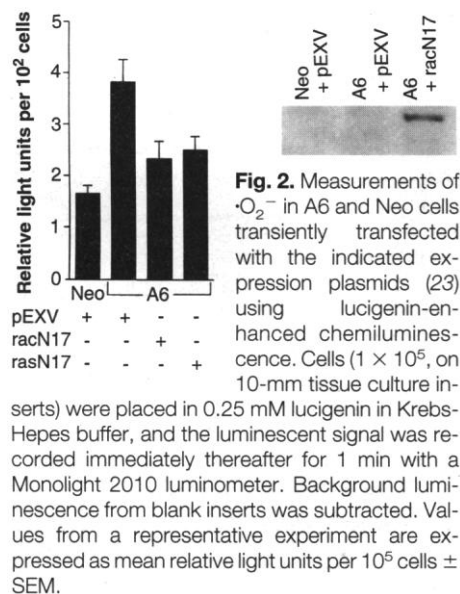 Relative light units per 10² cells
5
4
3
2
1
0
Neo A6
pEXV + + - -
racN17 - - + -
rasN17 - - - +
Neo + pEXV
A6 + pEXV
A6 + racN17
Fig. 2. Measurements of
·O₂⁻ in A6 and Neo cells
transiently transfected
with the indicated ex-
pression plasmids (23)
using lucigenin-en-
hanced chemilumines-
cence. Cells (1 × 10⁵, on
10-mm tissue culture in-
serts) were placed in 0.25 mM lucigenin in Krebs-
Hepes buffer, and the luminescent signal was re-
corded immediately thereafter for 1 min with a
Monolight 2010 luminometer. Background lumi-
nescence from blank inserts was subtracted. Val-
ues from a representative experiment are ex-
pressed as mean relative light units per 10⁵ cells ±
SEM.